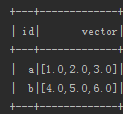 +---+-------------+
| id|       vector|
+---+-------------+
|  a|[1.0,2.0,3.0]|
|  b|[4.0,5.0,6.0]|
+---+-------------+